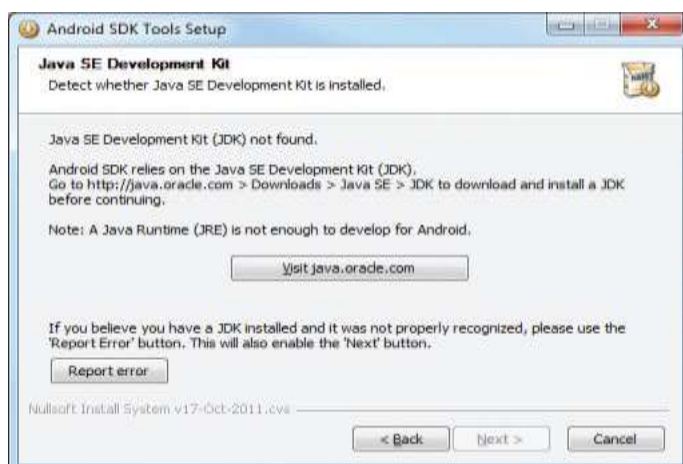 Android SDK Tools Setup
Java SE Development Kit
Detect whether Java SE Development Kit is installed.
Java SE Development Kit (JDK) not found.
Android SDK relies on the Java SE Development Kit (JDK).
Go to http://java.oracle.com > Downloads > Java SE > JDK to download and install a JDK
before continuing.
Note: A Java Runtime (JRE) is not enough to develop for Android.
Visit java.oracle.com
If you believe you have a JDK installed and it was not properly recognized, please use the
'Report Error' button. This will also enable the 'Next' button.
Report error
Nullsoft Install System v17-Oct-2011.cvs
< Back
Next >
Cancel